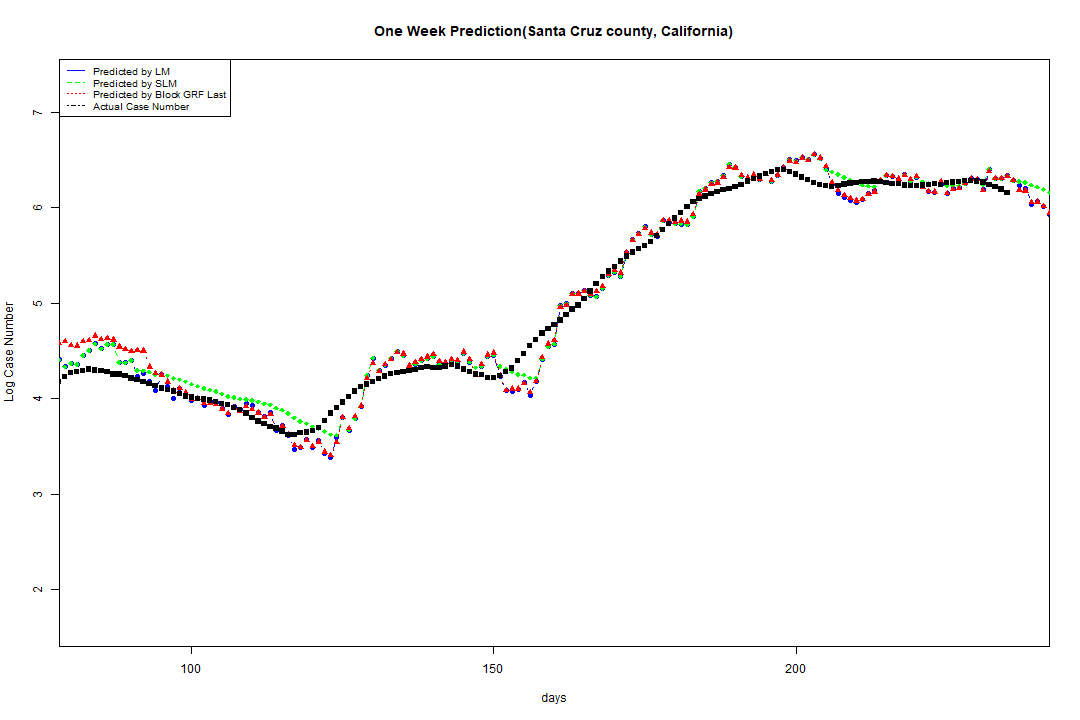 One Week Prediction(Santa Cruz county, California)
Predicted by LM
Predicted by SLM
Predicted by Block GRF Last
Actual Case Number
Log Case Number
7
6
5
4
3
2
100 150 200
days